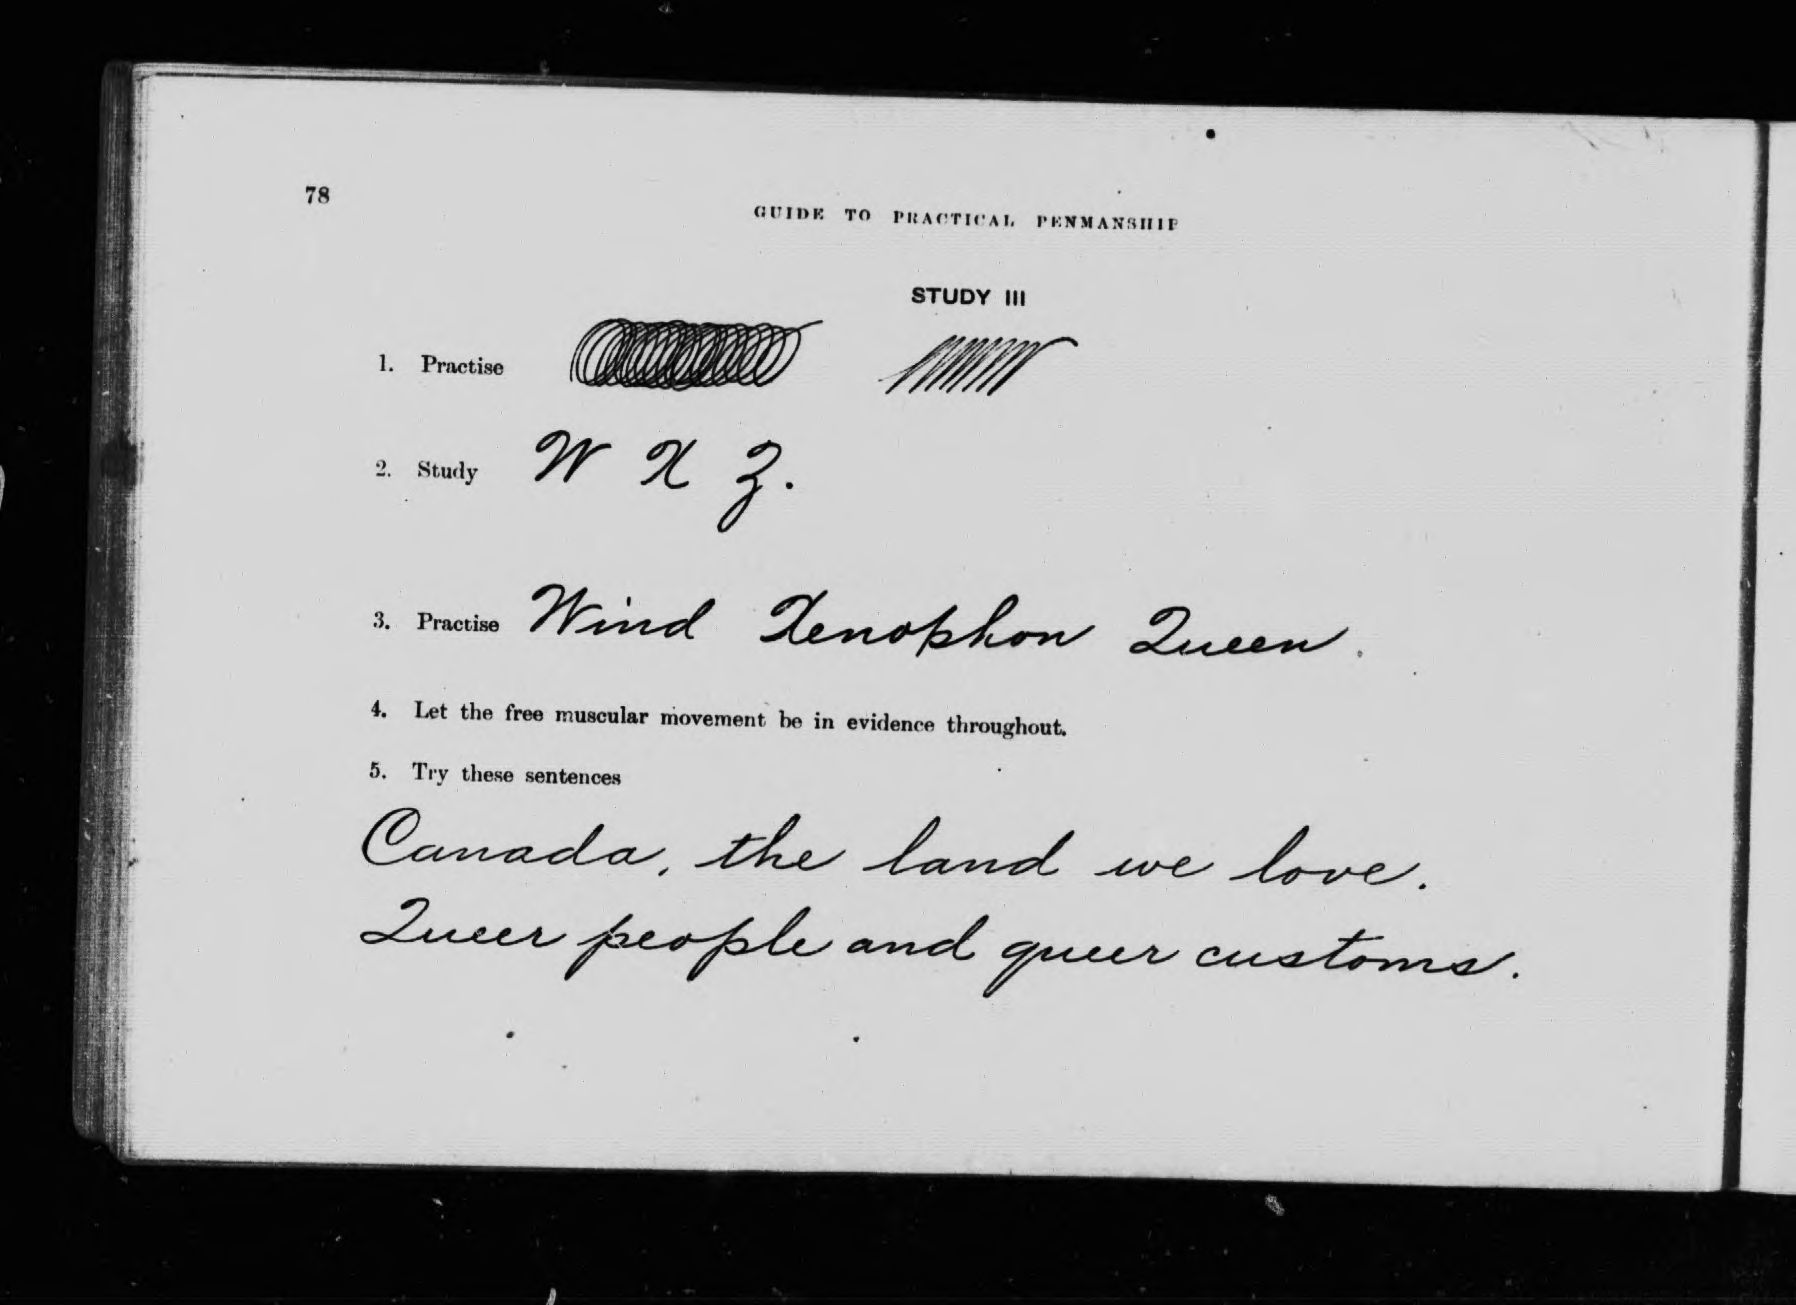 78
GUIDE TO PRACTICAL PENMANSHIP
STUDY III
1. Practise
2. Study W X Z.
3. Practise Wind Xenophon Queen.
4. Let the free muscular movement be in evidence throughout.
5. Try these sentences
Canada, the land we love.
Queer people and queer customs.